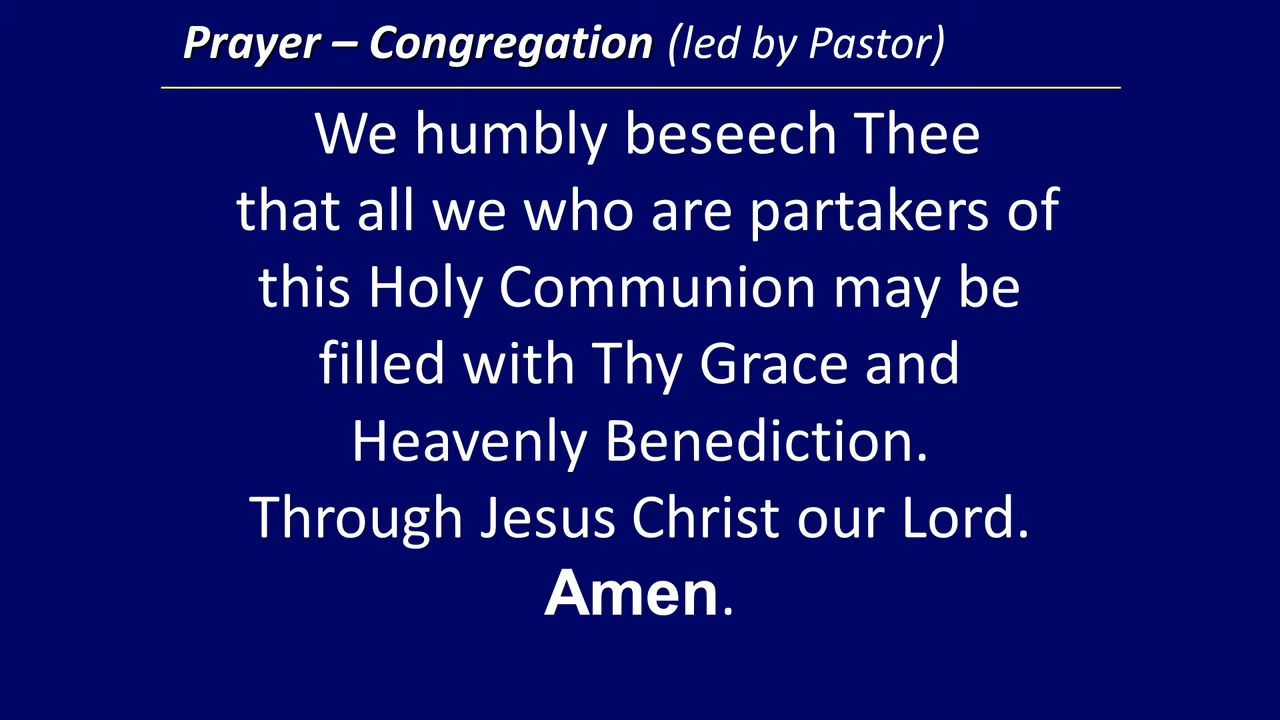 Prayer – Congregation (led by Pastor)
We humbly beseech Thee
that all we who are partakers of
this Holy Communion may be
filled with Thy Grace and
Heavenly Benediction.
Through Jesus Christ our Lord.
Amen.